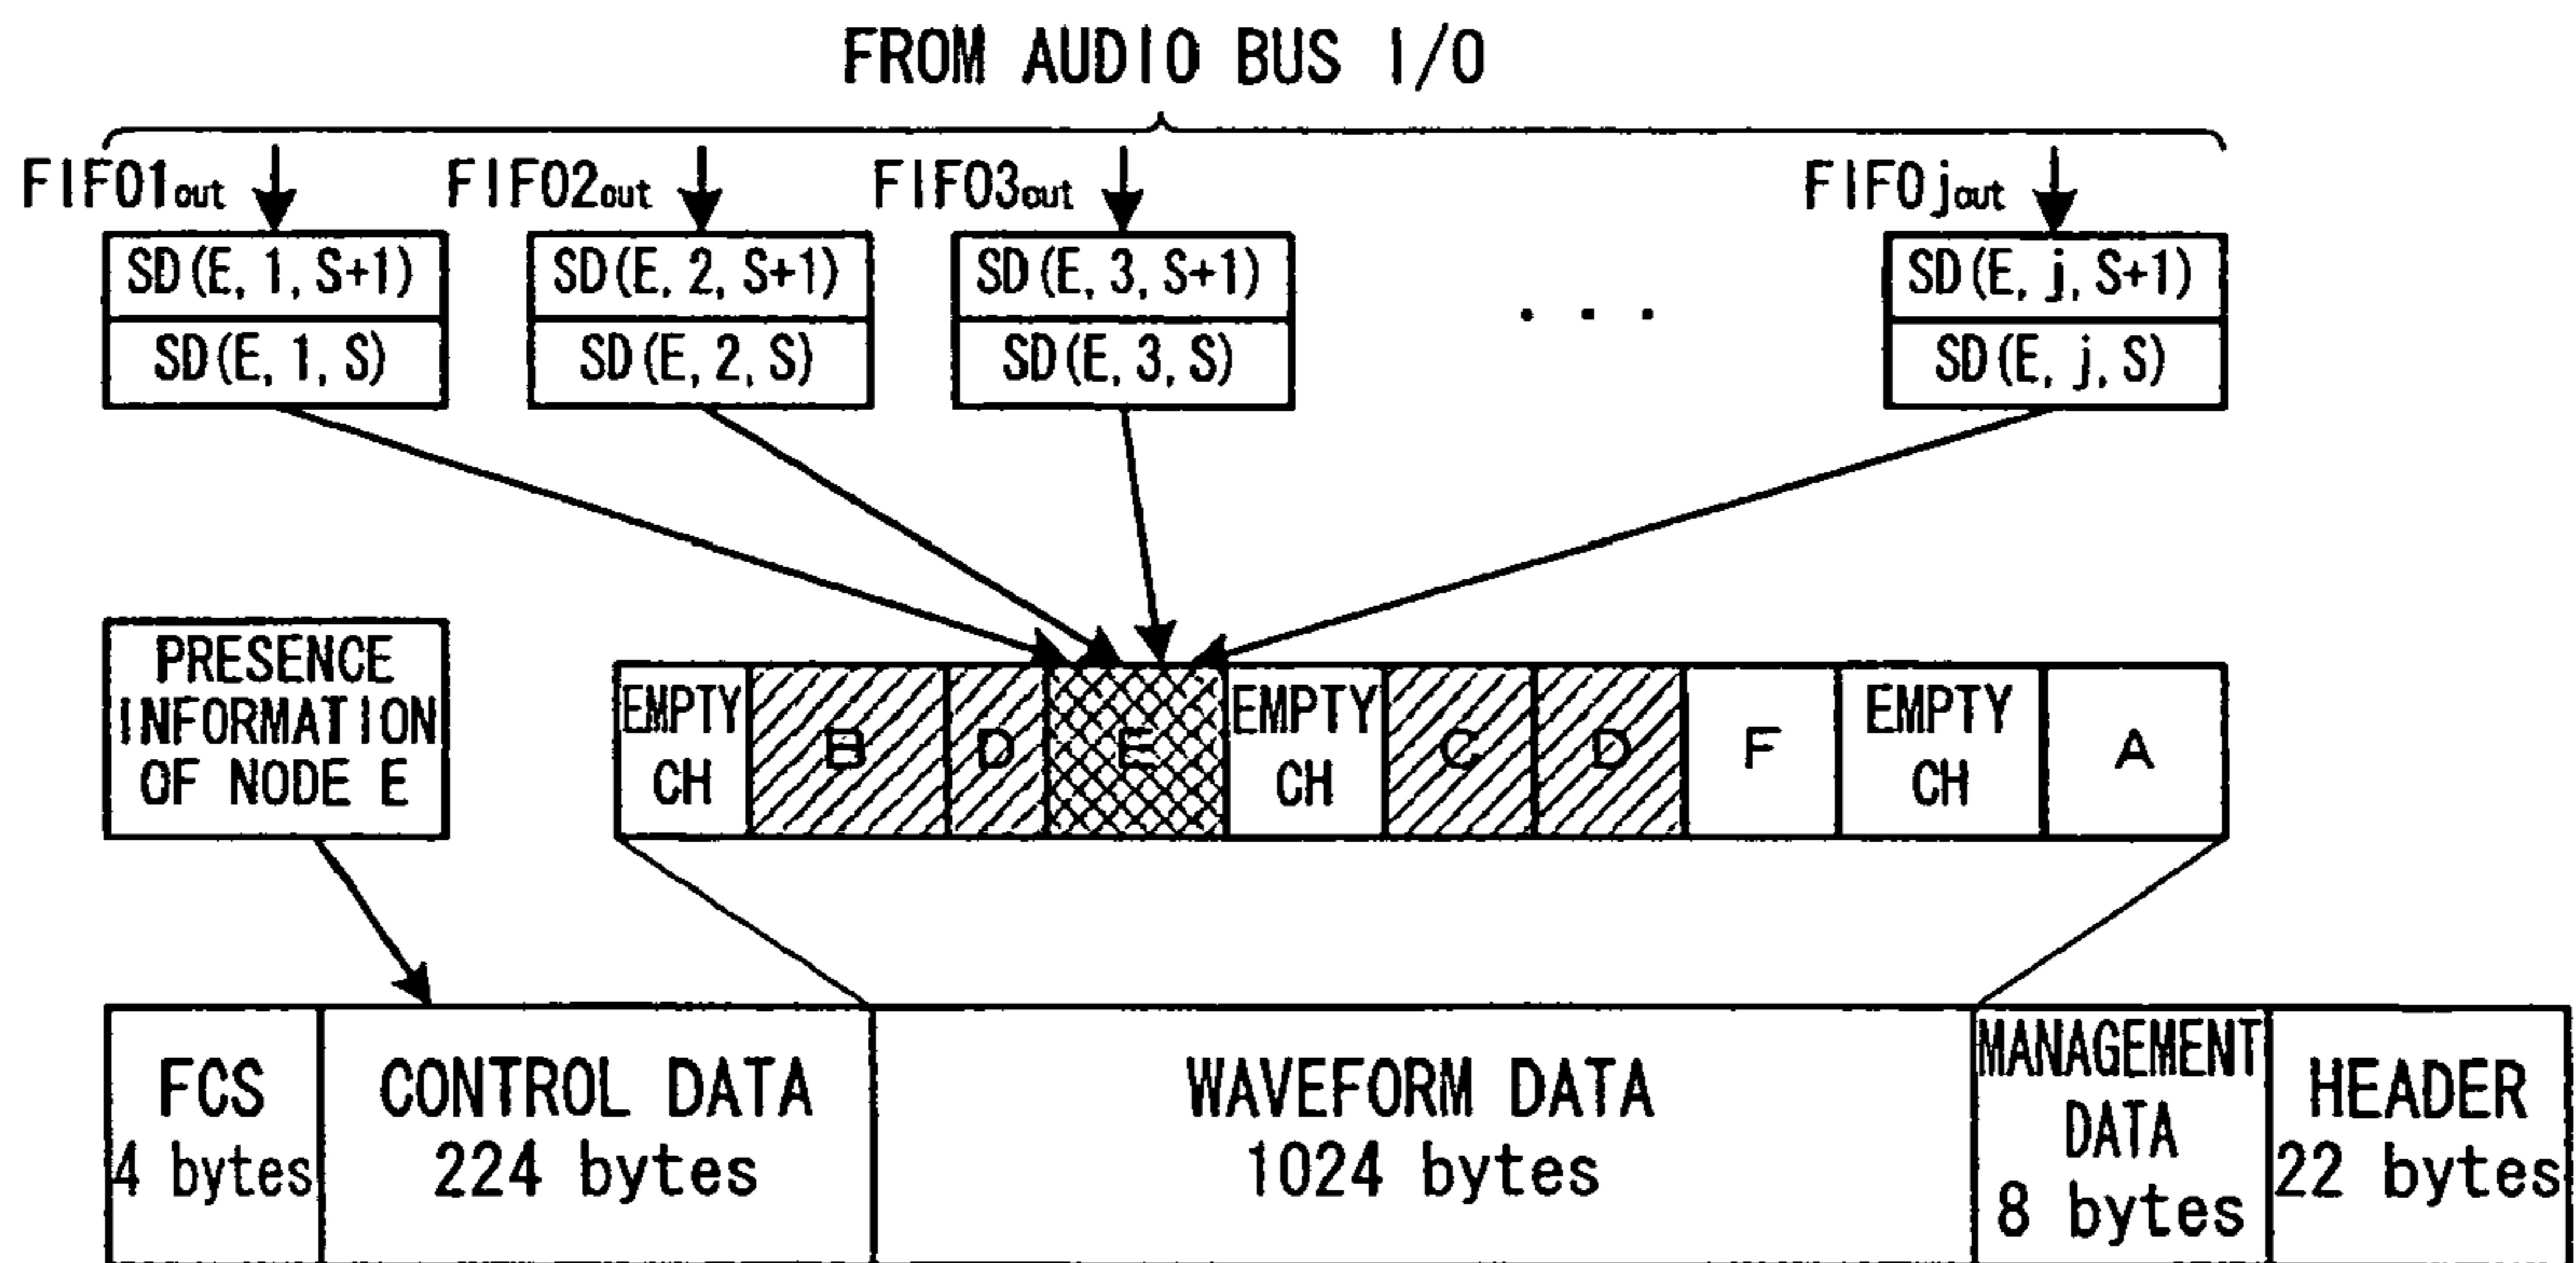 FROM AUDIO BUS I/O
FIFO1out FIFO2out FIFO3out FIFOjout
SD(E, 1, S+1) SD(E, 2, S+1) SD(E, 3, S+1) SD(E, j, S+1)
. . .
SD(E, 1, S) SD(E, 2, S) SD(E, 3, S) SD(E, j, S)
PRESENCE
INFORMATION
OF NODE E
EMPTY
CH
B
D
E
EMPTY
CH
C
D
F
EMPTY
CH
A
FCS
4 bytes
CONTROL DATA
224 bytes
WAVEFORM DATA
1024 bytes
MANAGEMENT
DATA
8 bytes
HEADER
22 bytes